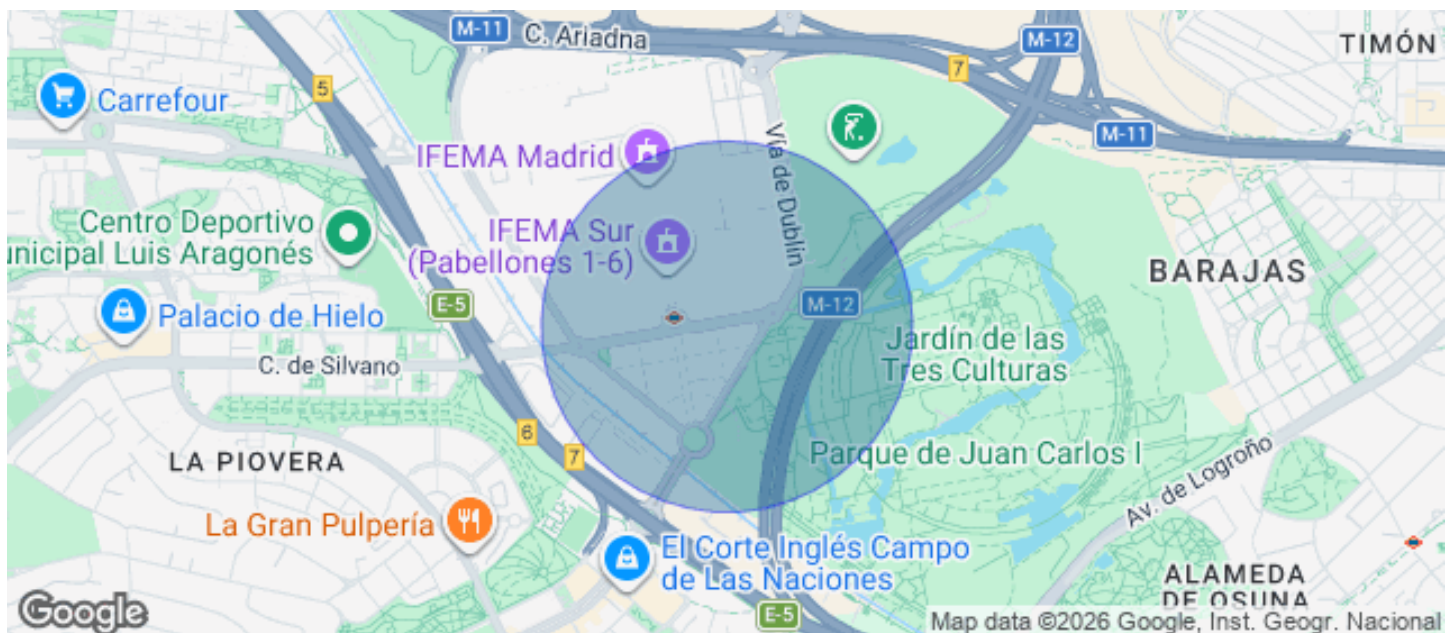 M-11
C. Ariadna
M-12
TIMÓN
7
5
Carrefour
M-11
IFEMA Madrid
Vía de Dublín
Centro Deportivo
unicipal Luis Aragonés
IFEMA Sur
(Pabellones 1-6)
BARAJAS
E-5
M-12
Palacio de Hielo
Jardín de las
Tres Culturas
C. de Silvano
6
7
LA PIOVERA
Parque de Juan Carlos I
Av. de Logroño
La Gran Pulpería
El Corte Inglés Campo
de Las Naciones
ALAMEDA
DE OSUNA
Google
E-5
Map data ©2026 Google, Inst. Geogr. Nacional